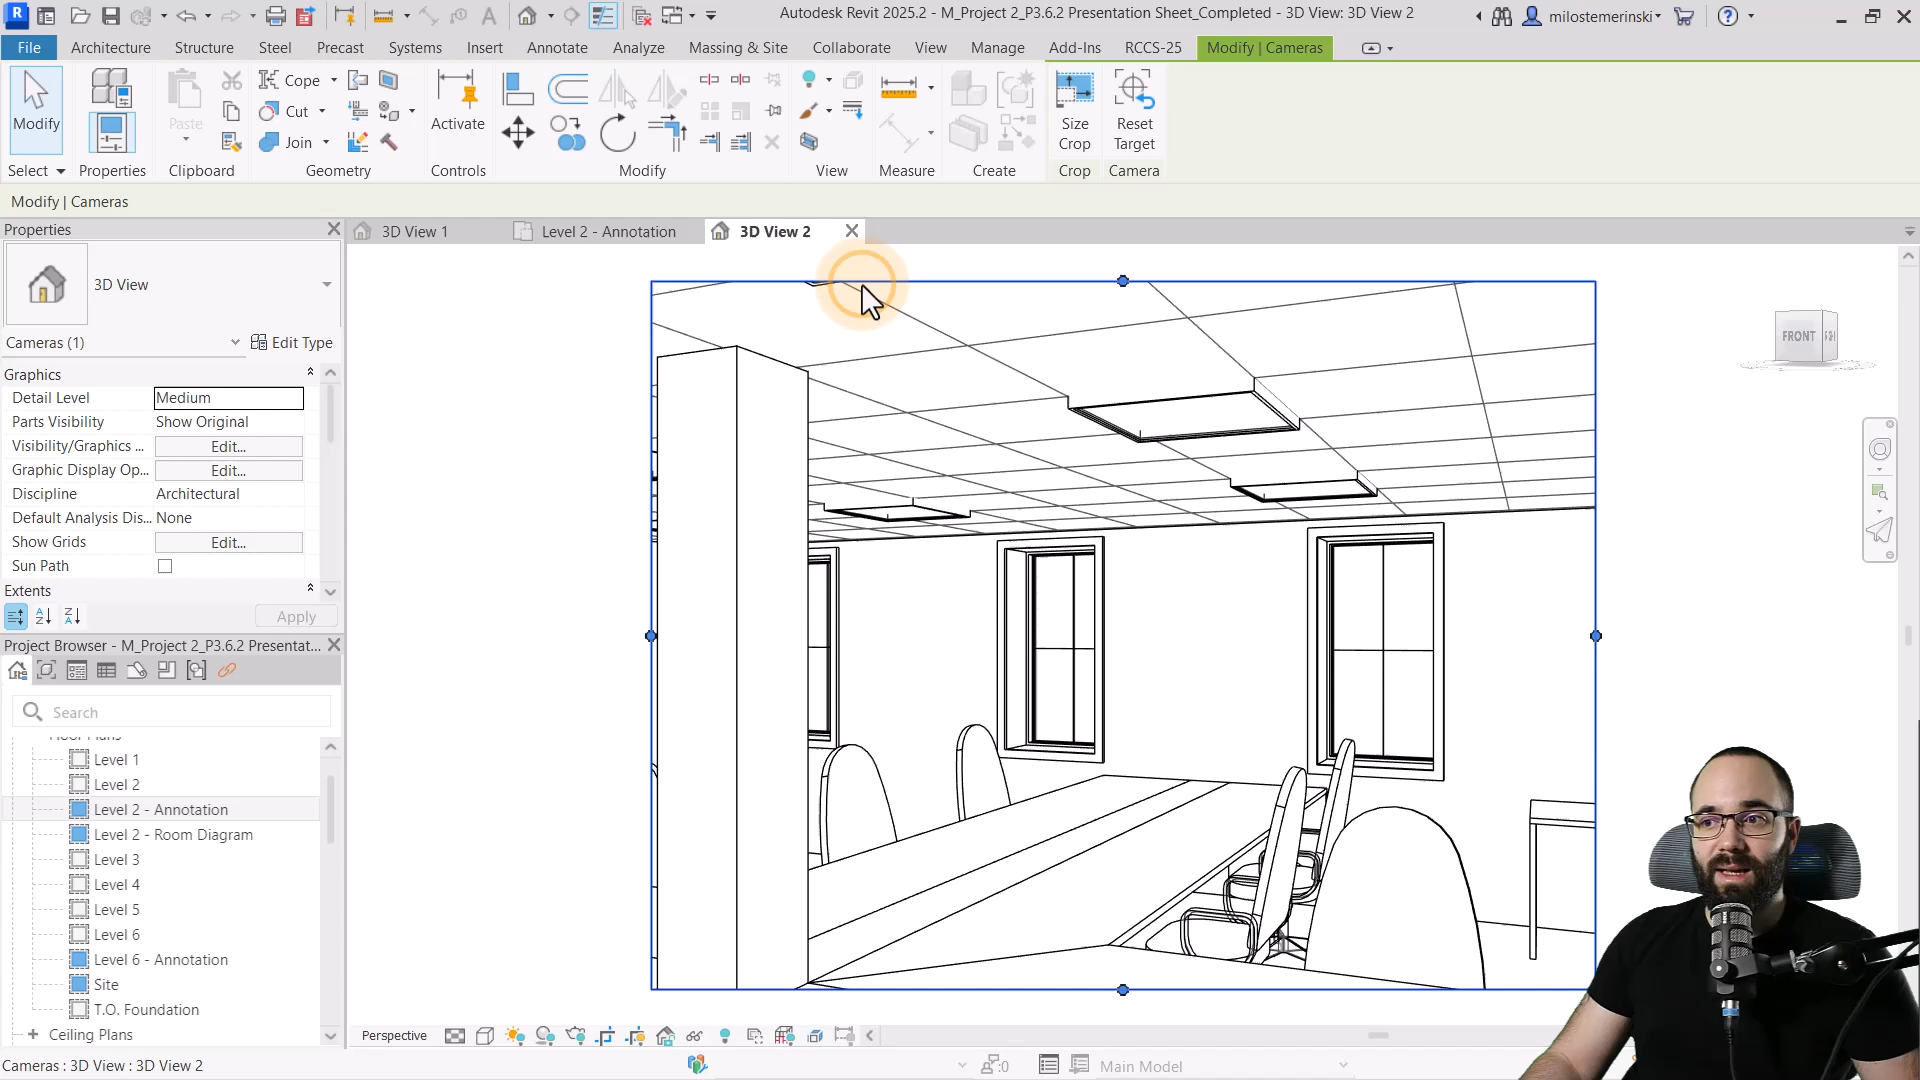 Autodesk Revit 2025.2 - M_Project 2_P3.6.2 Presentation Sheet_Completed - 3D View: 3D View 2
milostemerinski
File
Architecture
Structure
Steel
Precast
Systems
Insert
Annotate
Analyze
Massing & Site
Collaborate
View
Manage
Add-Ins
RCCS-25
Modify | Cameras
Modify
Paste
Cope
Cut
Join
Activate
Size
Crop
Reset
Target
Select
Properties
Clipboard
Geometry
Controls
Modify
View
Measure
Create
Crop
Camera
Modify | Cameras
Properties
3D View 1
Level 2 - Annotation
3D View 2
3D View
Cameras (1)
Edit Type
Graphics
Detail Level Medium
Parts Visibility Show Original
Visibility/Graphics ... Edit...
Graphic Display Op... Edit...
Discipline Architectural
Default Analysis Dis... None
Show Grids Edit...
Sun Path
Extents
Apply
Project Browser - M_Project 2_P3.6.2 Presentat...
Search
Floor Plans
Level 1
Level 2
Level 2 - Annotation
Level 2 - Room Diagram
Level 3
Level 4
Level 5
Level 6
Level 6 - Annotation
Site
T.O. Foundation
Ceiling Plans
FRONT
Perspective
Cameras : 3D View : 3D View 2
:0
Main Model